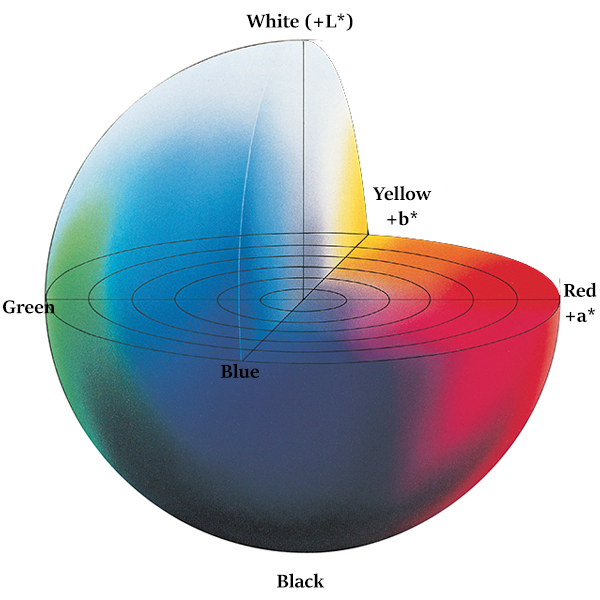 White (+L*)
Yellow
+b*
Green
Red
+a*
Blue
Black